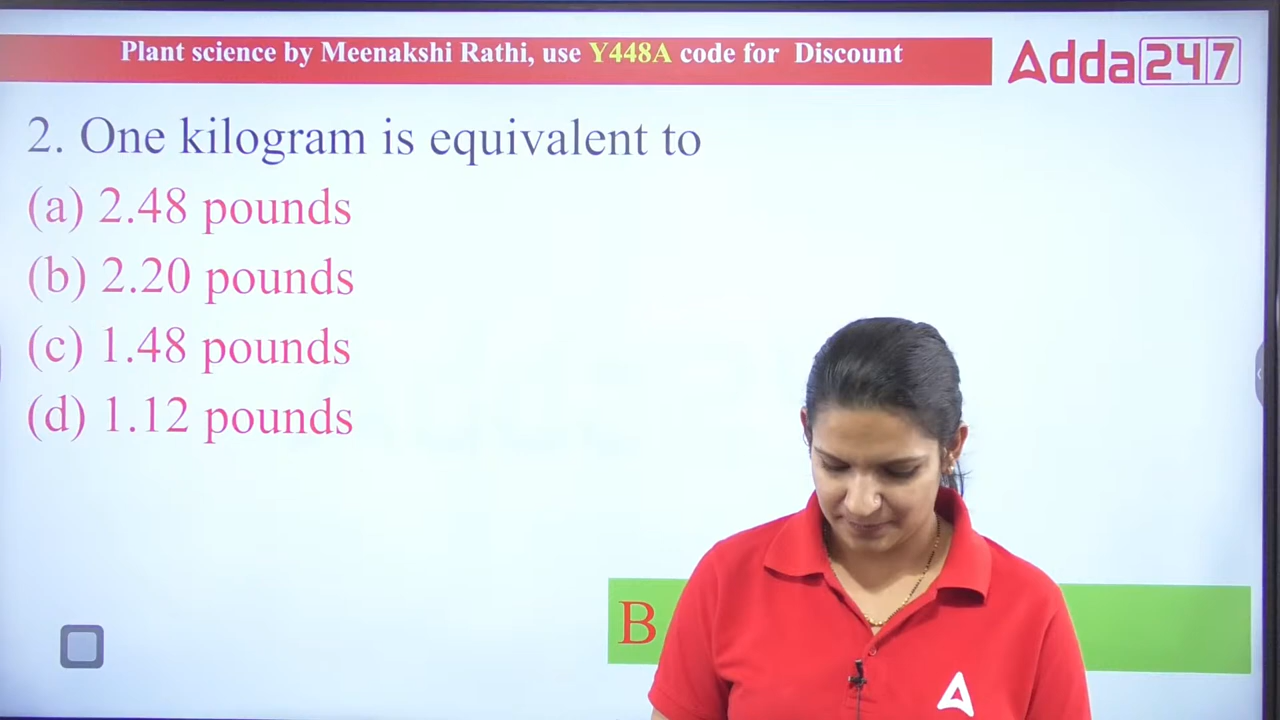 Plant science by Meenakshi Rathi, use Y448A code for Discount
Adda247
2. One kilogram is equivalent to
(a) 2.48 pounds
(b) 2.20 pounds
(c) 1.48 pounds
(d) 1.12 pounds
B